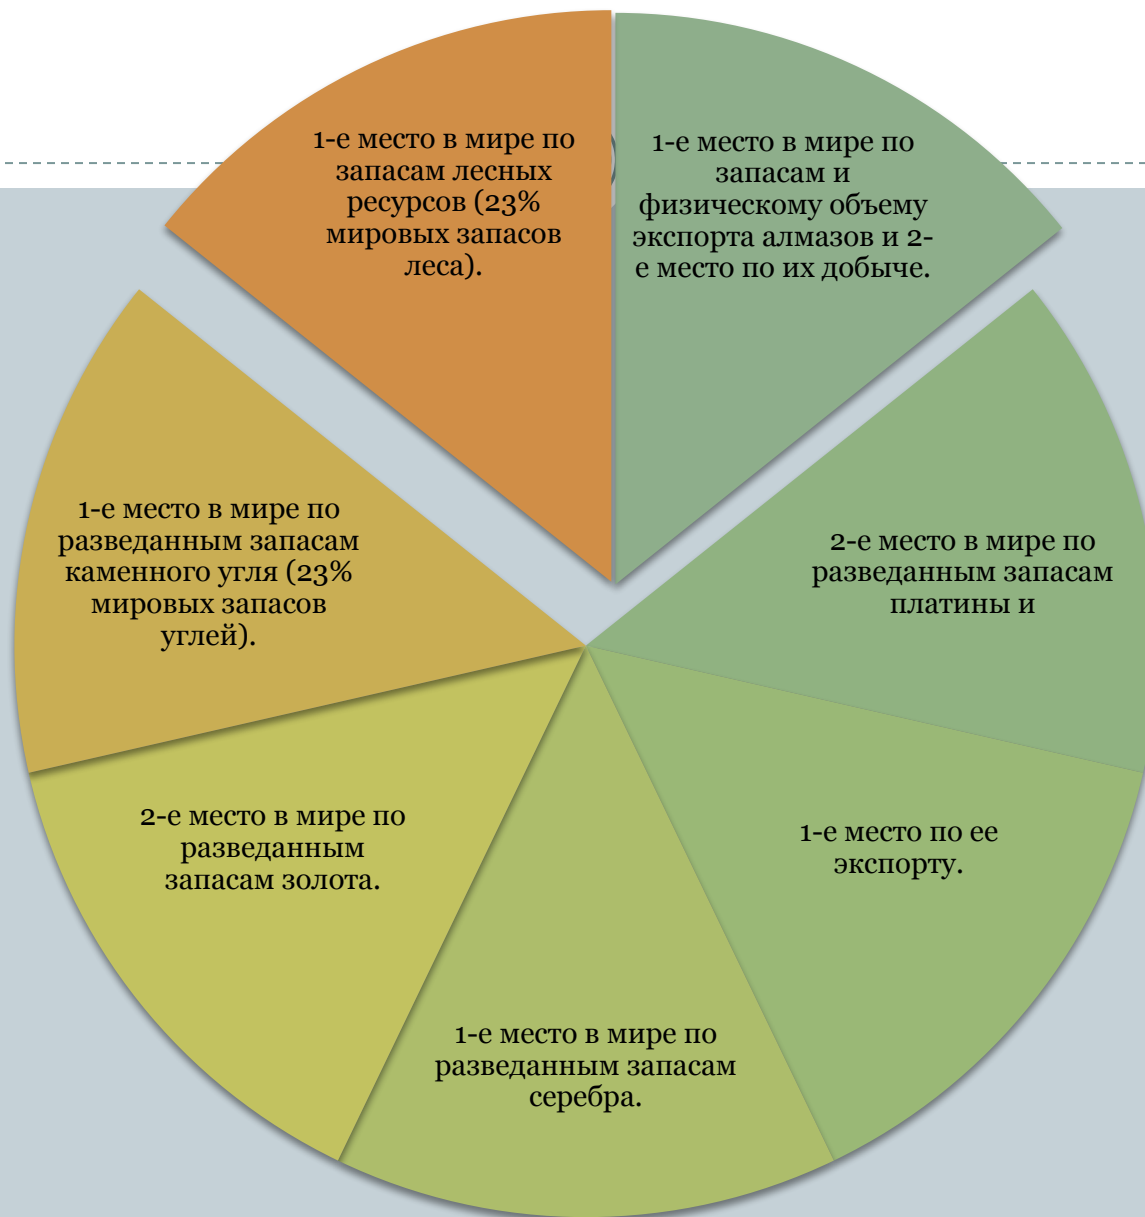 1-е место в мире по
запасам лесных
ресурсов (23%
мировых запасов
леса).
1-е место в мире по
запасам и
физическому объему
экспорта алмазов и 2-
е место по их добыче.
2-е место в мире по
разведанным запасам
платины и
1-е место по ее
экспорту.
1-е место в мире по
разведанным запасам
серебра.
2-е место в мире по
разведанным
запасам золота.
1-е место в мире по
разведанным запасам
каменного угля (23%
мировых запасов
углей).